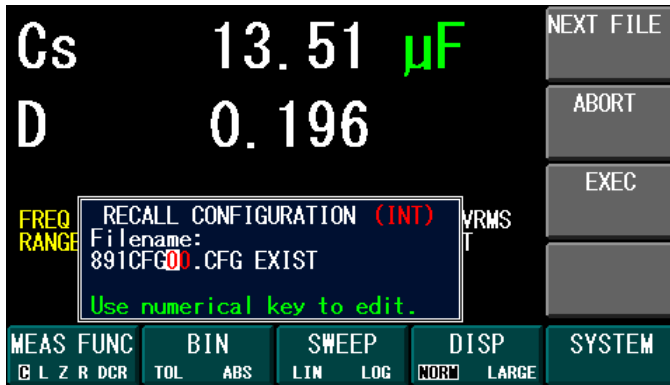 Cs 13.51 µF
D 0.196
NEXT FILE
ABORT
EXEC
FREQ
RANGE
VRMS
RECALL CONFIGURATION (INT)
Filename:
891CFG00.CFG EXIST
Use numerical key to edit.
MEAS FUNC
C L Z R DCR
BIN
TOL ABS
SWEEP
LIN LOG
DISP
NORM LARGE
SYSTEM